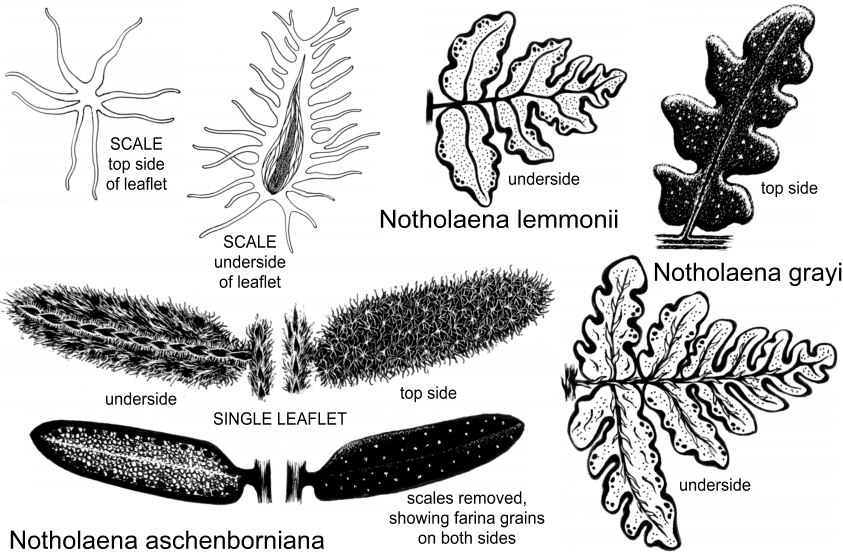 SCALE
top side
of leaflet
SCALE
underside
of leaflet
underside
Notholaena lemmonii
top side
Notholaena grayi
underside
underside
SINGLE LEAFLET
top side
scales removed,
showing farina grains
on both sides
Notholaena aschenborniana